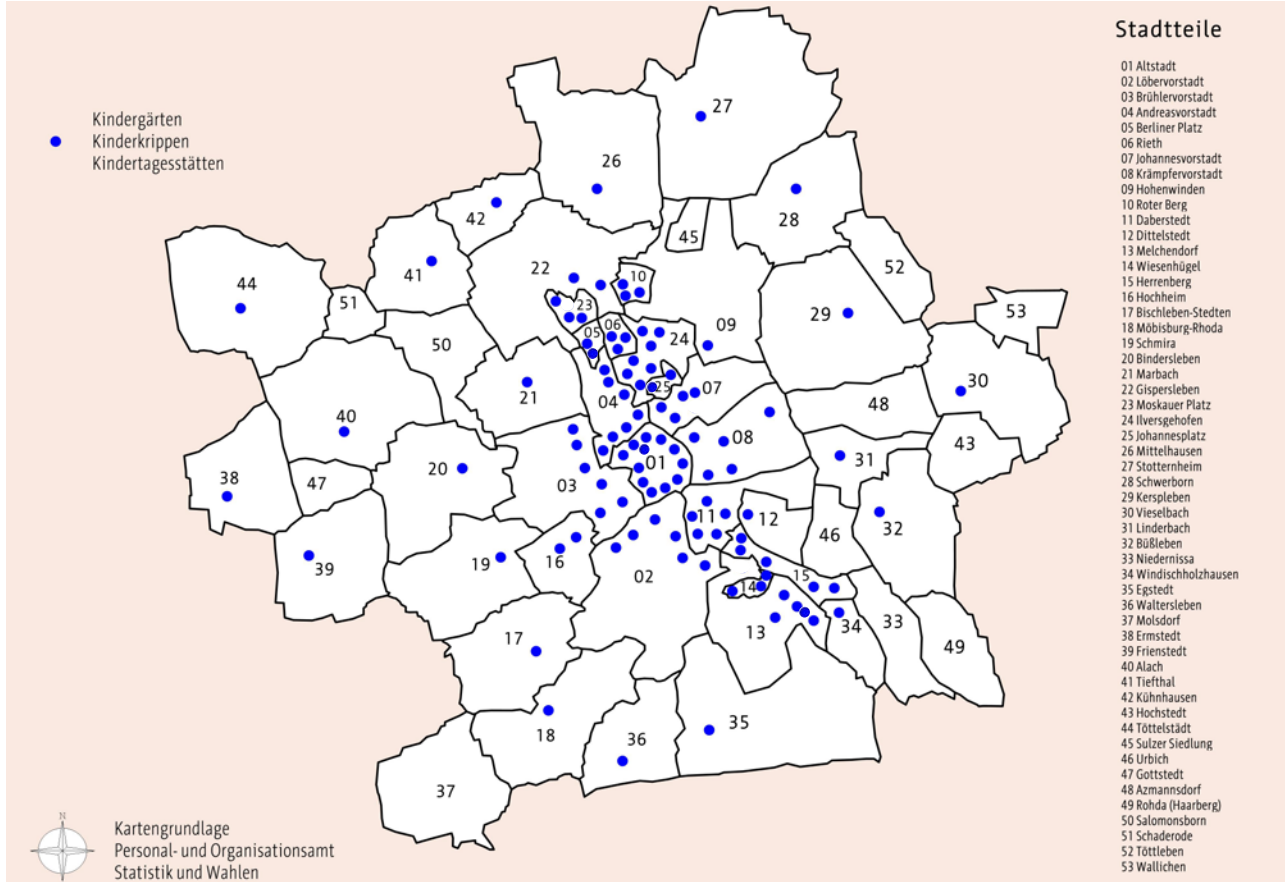 Stadtteile
01 Altstadt
02 Löbervorstadt
03 Brühlervorstadt
04 Andreasvorstadt
05 Berliner Platz
06 Rieth
07 Johannesvorstadt
08 Krämpfervorstadt
09 Hohenwinden
10 Roter Berg
11 Daberstedt
12 Dittelstedt
13 Melchendorf
14 Wiesenhügel
15 Herrenberg
16 Hochheim
17 Bischleben-Stedten
18 Möbisburg-Rhoda
19 Schmira
20 Bindersleben
21 Marbach
22 Gispersleben
23 Moskauer Platz
24 Ilversgehofen
25 Johannesplatz
26 Mittelhausen
27 Stotternheim
28 Schwerborn
29 Kerspleben
30 Vieselbach
31 Linderbach
32 Büßleben
33 Niedernissa
34 Windischholzhausen
35 Egstedt
36 Waltersleben
37 Molsdorf
38 Ermstedt
39 Frienstedt
40 Alach
41 Tiefthal
42 Kühnhausen
43 Hochstedt
44 Töttelstädt
45 Sulzer Siedlung
46 Urbich
47 Gottstedt
48 Azmannsdorf
49 Rohda (Haarberg)
50 Salomonsborn
51 Schaderode
52 Töttleben
53 Wallichen
Kindergärten
Kinderkrippen
Kindertagesstätten
27
26
42
28
45
44
41
22
10
52
51
23
29
53
05
06
09
50
24
30
21
25
07
04
48
40
08
43
01
31
20
38
47
03
11
12
32
46
39
19
16
02
15
14
13
34
33
49
17
35
18
36
37
N
Kartengrundlage
Personal- und Organisationsamt
Statistik und Wahlen